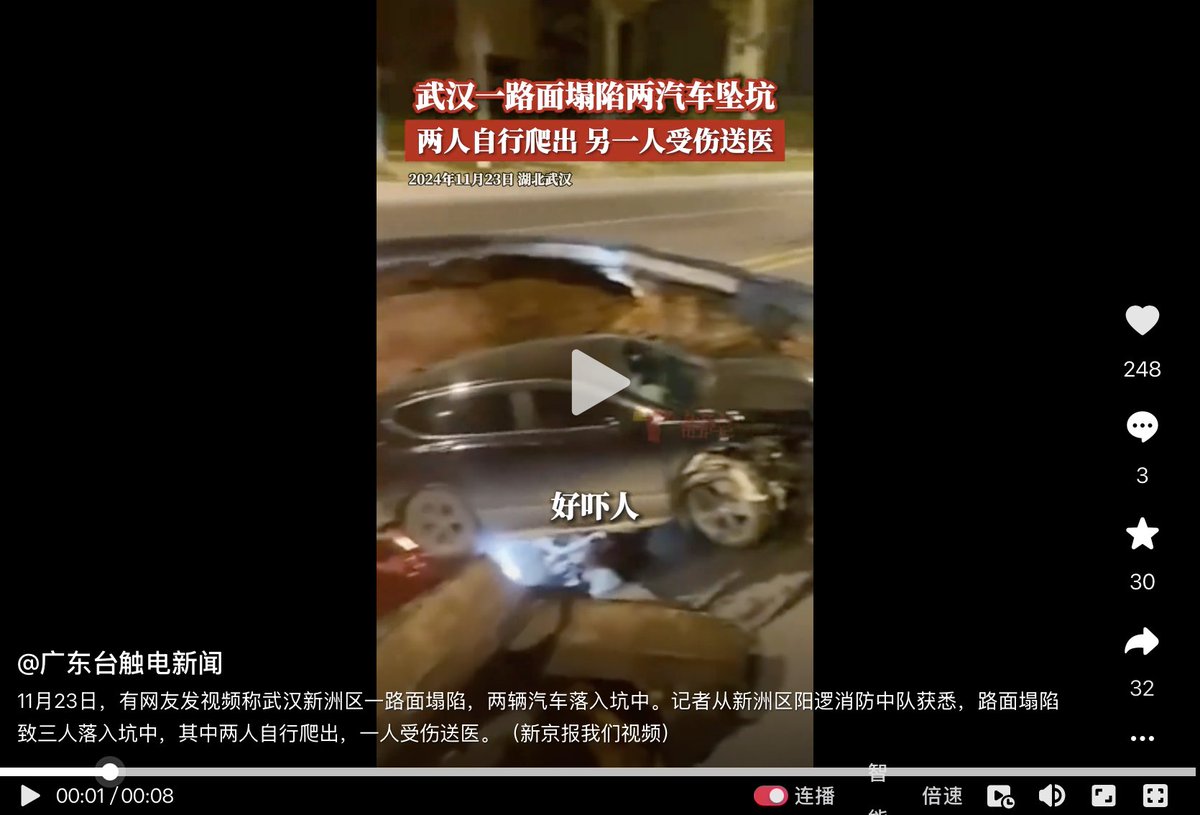 武汉一路面塌陷两汽车坠坑
两人自行爬出 另一人受伤送医
2024年11月23日 湖北武汉
好吓人
248
3
30
32
@广东台触电新闻
11月23日，有网友发视频称武汉新洲区一路面塌陷，两辆汽车落入坑中。记者从新洲区阳逻消防中队获悉，路面塌陷
致三人落入坑中，其中两人自行爬出，一人受伤送医。（新京报我们视频）
00:01/00:08
连播
智
倍速